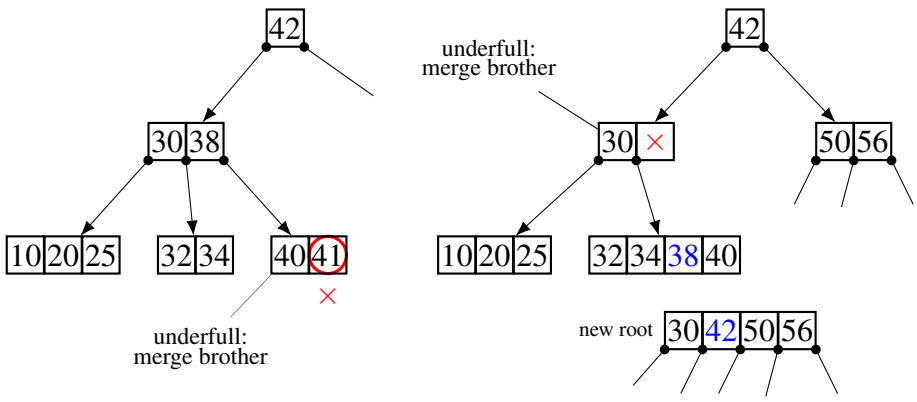 42
30 38
10 20 25
32 34
40 41
×
underfull:
merge brother
underfull:
merge brother
42
30 ×
50 56
10 20 25
32 34 38 40
new root
30 42 50 56